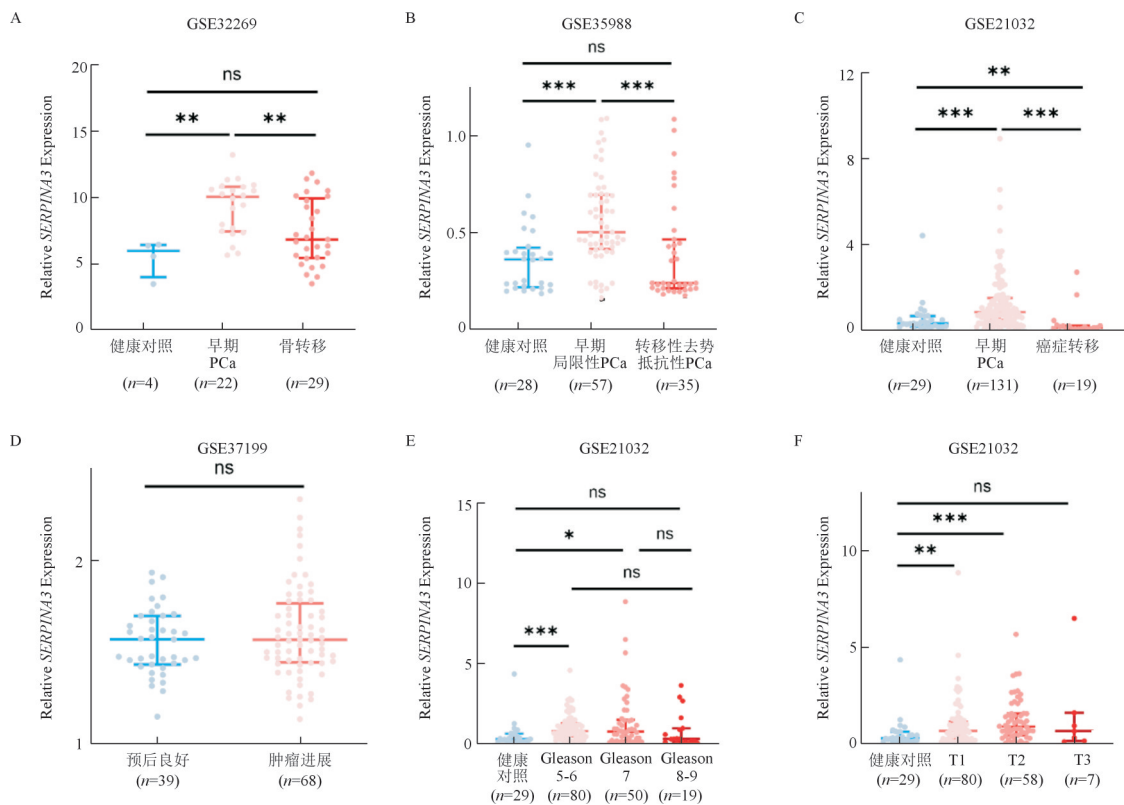 A
GSE32269
Relative SERPINA3 Expression
20
15
10
5
0
ns
**
**
健康对照
早期
PCa
骨转移
(n=4)
(n=22)
(n=29)
B
GSE35988
Relative SERPINA3 Expression
1.0
0.5
0
ns
***
***
健康对照
早期
局限性PCa
转移性去势
抵抗性PCa
(n=28)
(n=57)
(n=35)
C
GSE21032
Relative SERPINA3 Expression
12
8
4
0
**
***
***
健康对照
早期
PCa
癌症转移
(n=29)
(n=131)
(n=19)
D
GSE37199
Relative SERPINA3 Expression
2
1
ns
预后良好
肿瘤进展
(n=39)
(n=68)
E
GSE21032
Relative SERPINA3 Expression
15
10
5
0
ns
*
ns
ns
***
健康
对照
Gleason
5-6
Gleason
7
Gleason
8-9
(n=29)
(n=80)
(n=50)
(n=19)
F
GSE21032
Relative SERPINA3 Expression
10
5
0
ns
***
**
健康对照
T1
T2
T3
(n=29)
(n=80)
(n=58)
(n=7)